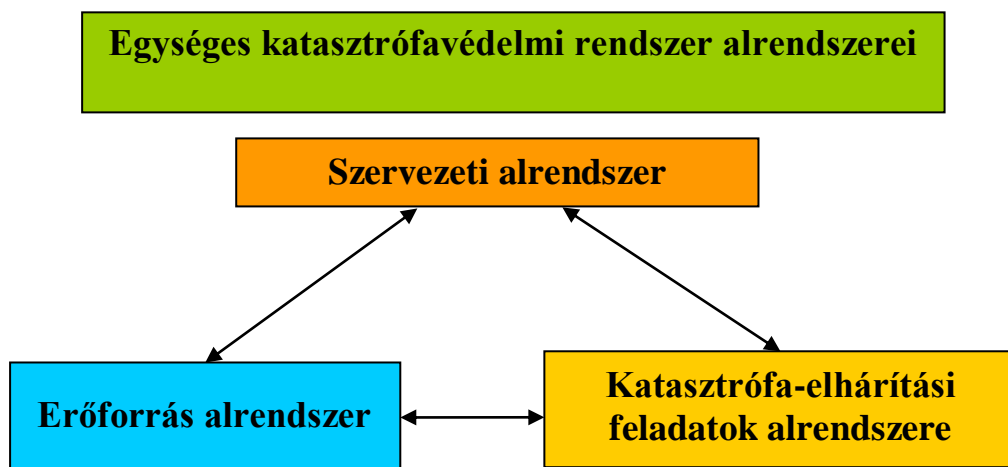 Egységes katasztrófavédelmi rendszer alrendszerei
Szervezeti alrendszer
Erőforrás alrendszer
Katasztrófa-elhárítási
feladatok alrendszere